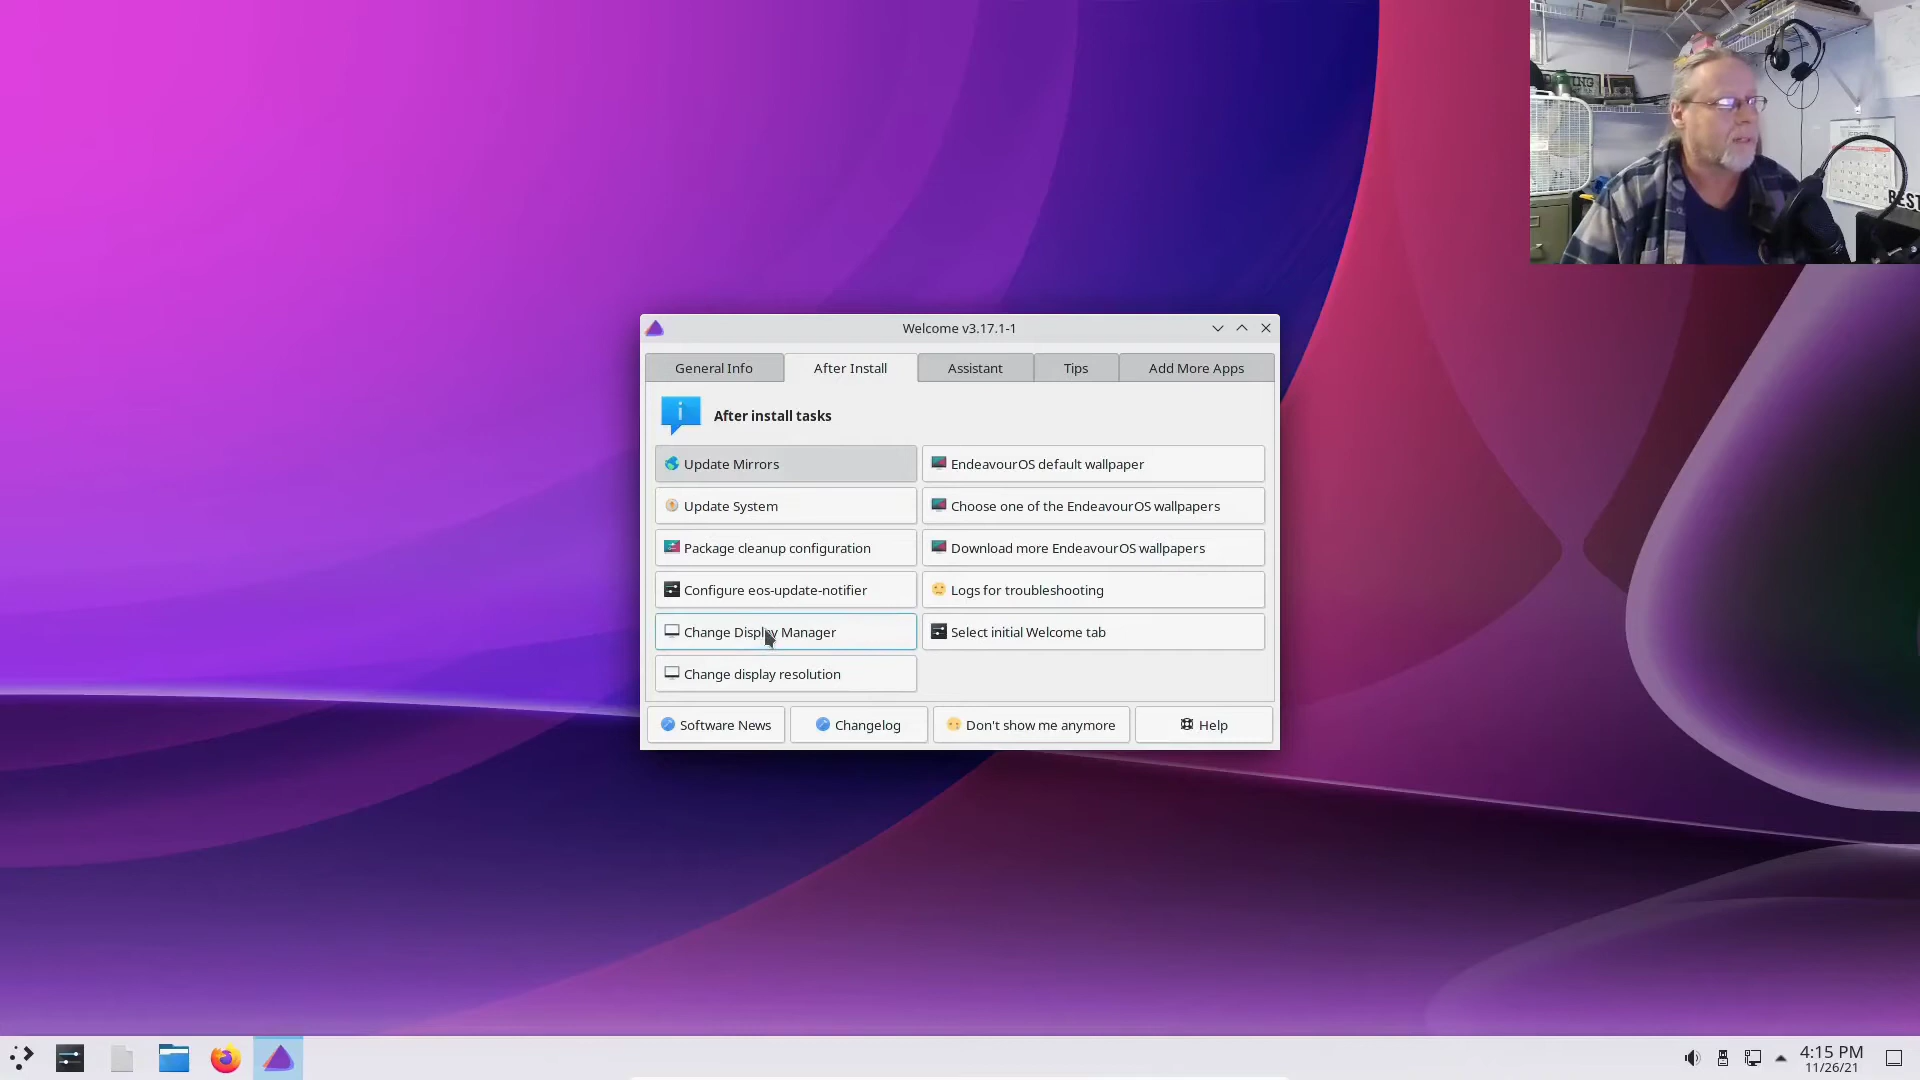 Welcome v3.17.1-1
General Info
After Install
Assistant
Tips
Add More Apps
After install tasks
Update Mirrors
EndeavourOS default wallpaper
Update System
Choose one of the EndeavourOS wallpapers
Package cleanup configuration
Download more EndeavourOS wallpapers
Configure eos-update-notifier
Logs for troubleshooting
Change Display Manager
Select initial Welcome tab
Change display resolution
Software News
Changelog
Don't show me anymore
Help
BEST
4:15 PM
11/26/21